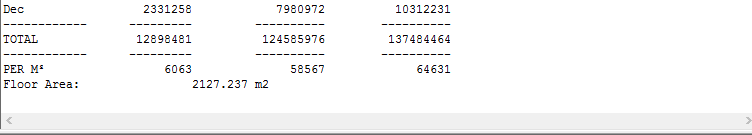 Dec 2331258 7980972 10312231
------------ --------- ---------- ----------
TOTAL 12898481 124585976 137484464
------------ --------- ---------- ----------
PER M² 6063 58567 64631
Floor Area: 2127.237 m2